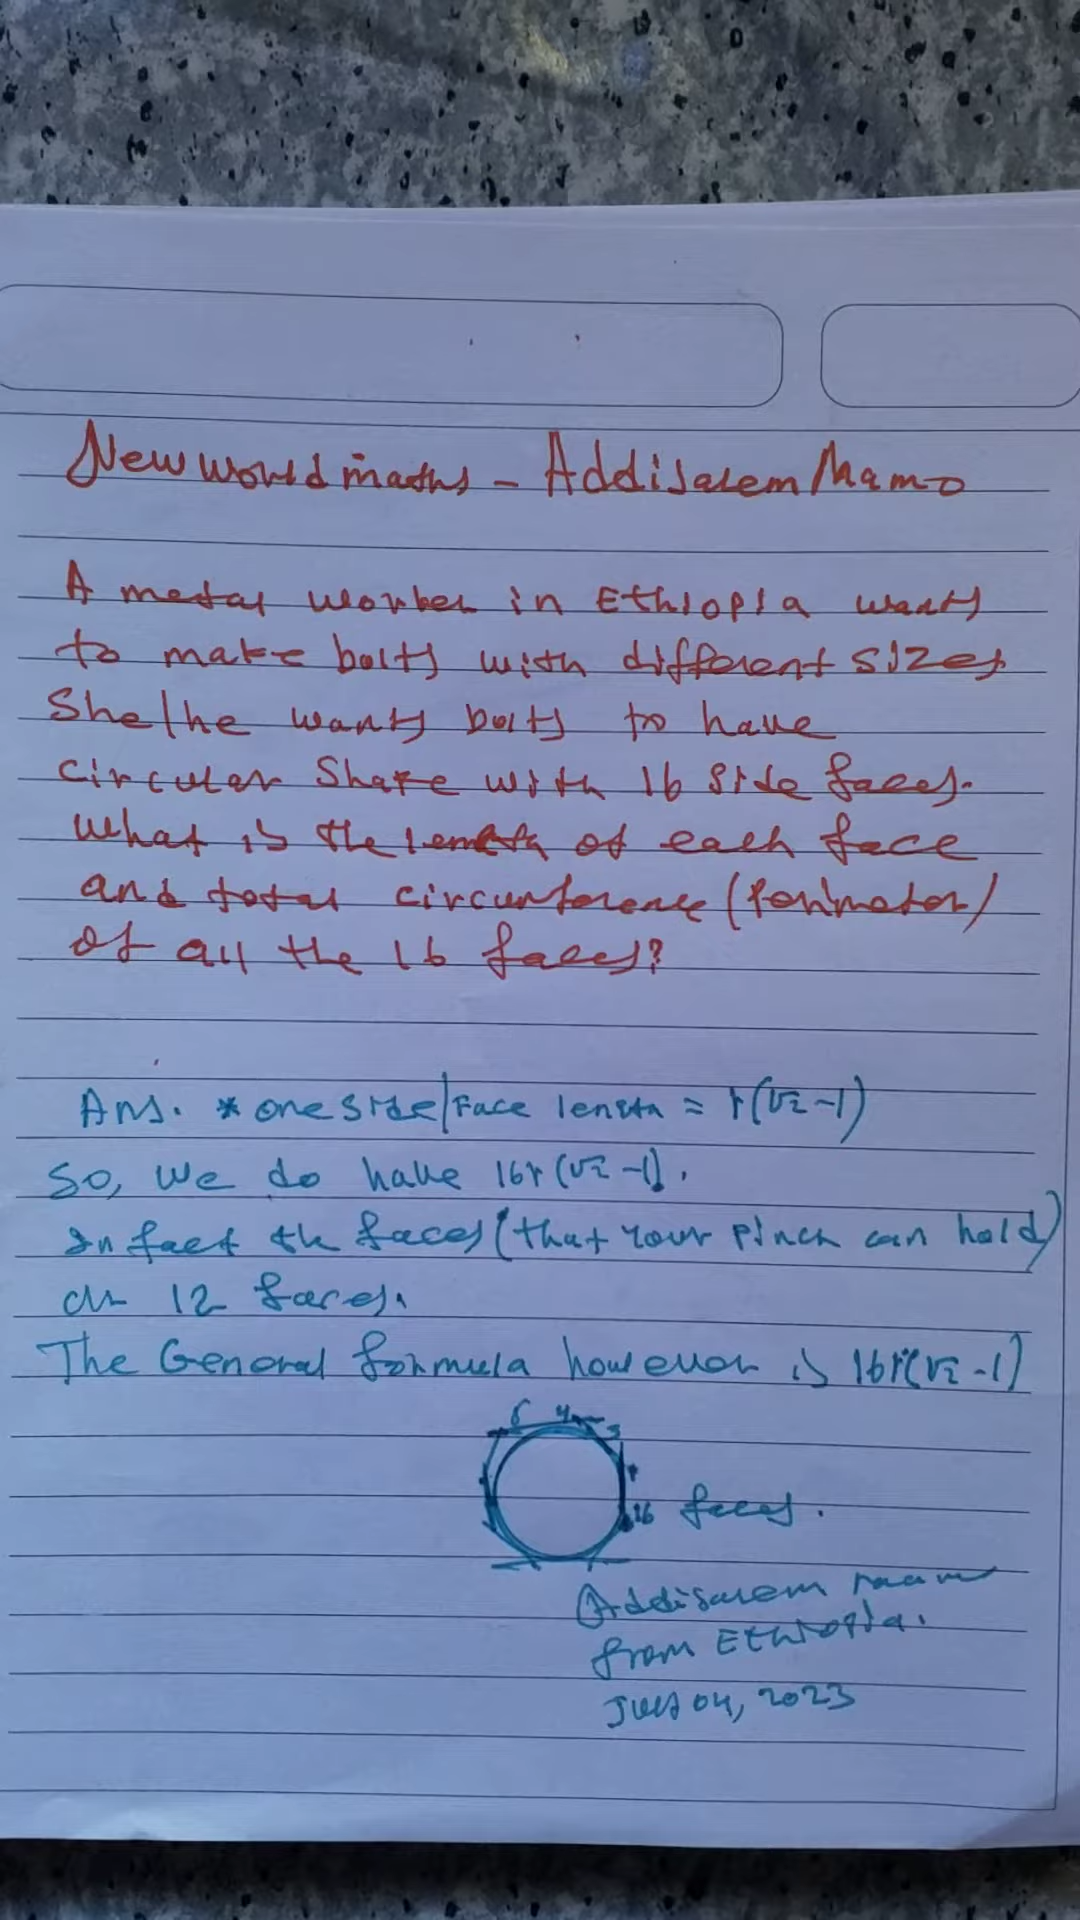 New world maths - Addisalem Mamo
A metal worker in Ethiopia wants
to make bolts with different sizes
She/he wants bolts to have
circular shape with 16 side faces.
What is the length of each face
and total circumference (perimeter)
of all the 16 faces?
Ans. * one side/Face length = r(√2 -1)
So, we do have 16r(√2 -1).
In fact the faces (that your pinch can hold)
are 12 faces.
The General formula however is 16r(√2 -1)
16 faces.
Addisalem
from Ethiopia.
July 04, 2023